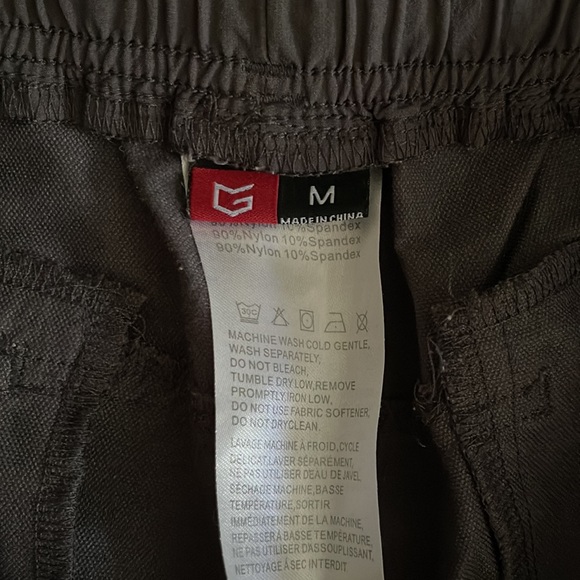 G M
MADE IN CHINA
90%Nylon 10%Spandex
90%Nylon 10%Spandex
90%Nylon 10%Spandex
30C
MACHINE WASH COLD GENTLE,
WASH SEPARATELY,
DO NOT BLEACH,
TUMBLE DRY LOW,REMOVE
PROMPTLY,IRON LOW,
DO NOT USE FABRIC SOFTENER,
DO NOT DRYCLEAN.
LAVAGE MACHINE À FROID, CYCLE
DÉLICAT,LAVER SÉPARÉMENT,
NE PAS UTILISER D'EAU DE JAVEL,
SÉCHAGE MACHINE,BASSE
TEMPÉRATURE,SORTIR
IMMÉDIATEMENT DE LA MACHINE,
REPASSER À BASSE TEMPÉRATURE,
NE PAS UTILISER D'ASSOUPLISSANT,
NETTOYAGE À SEC INTERDIT